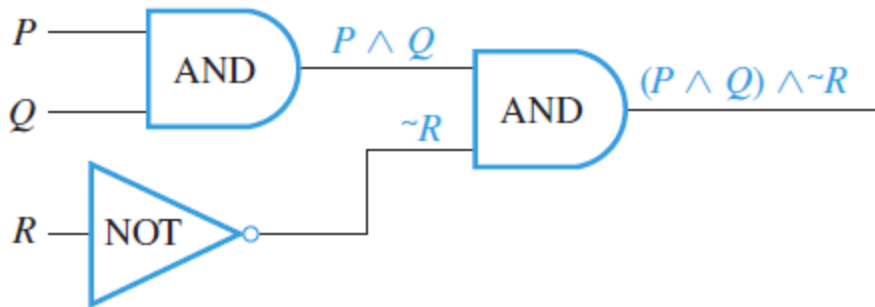 P
AND
P ∧ Q
Q
AND
(P ∧ Q) ∧ ~R
~R
R
NOT